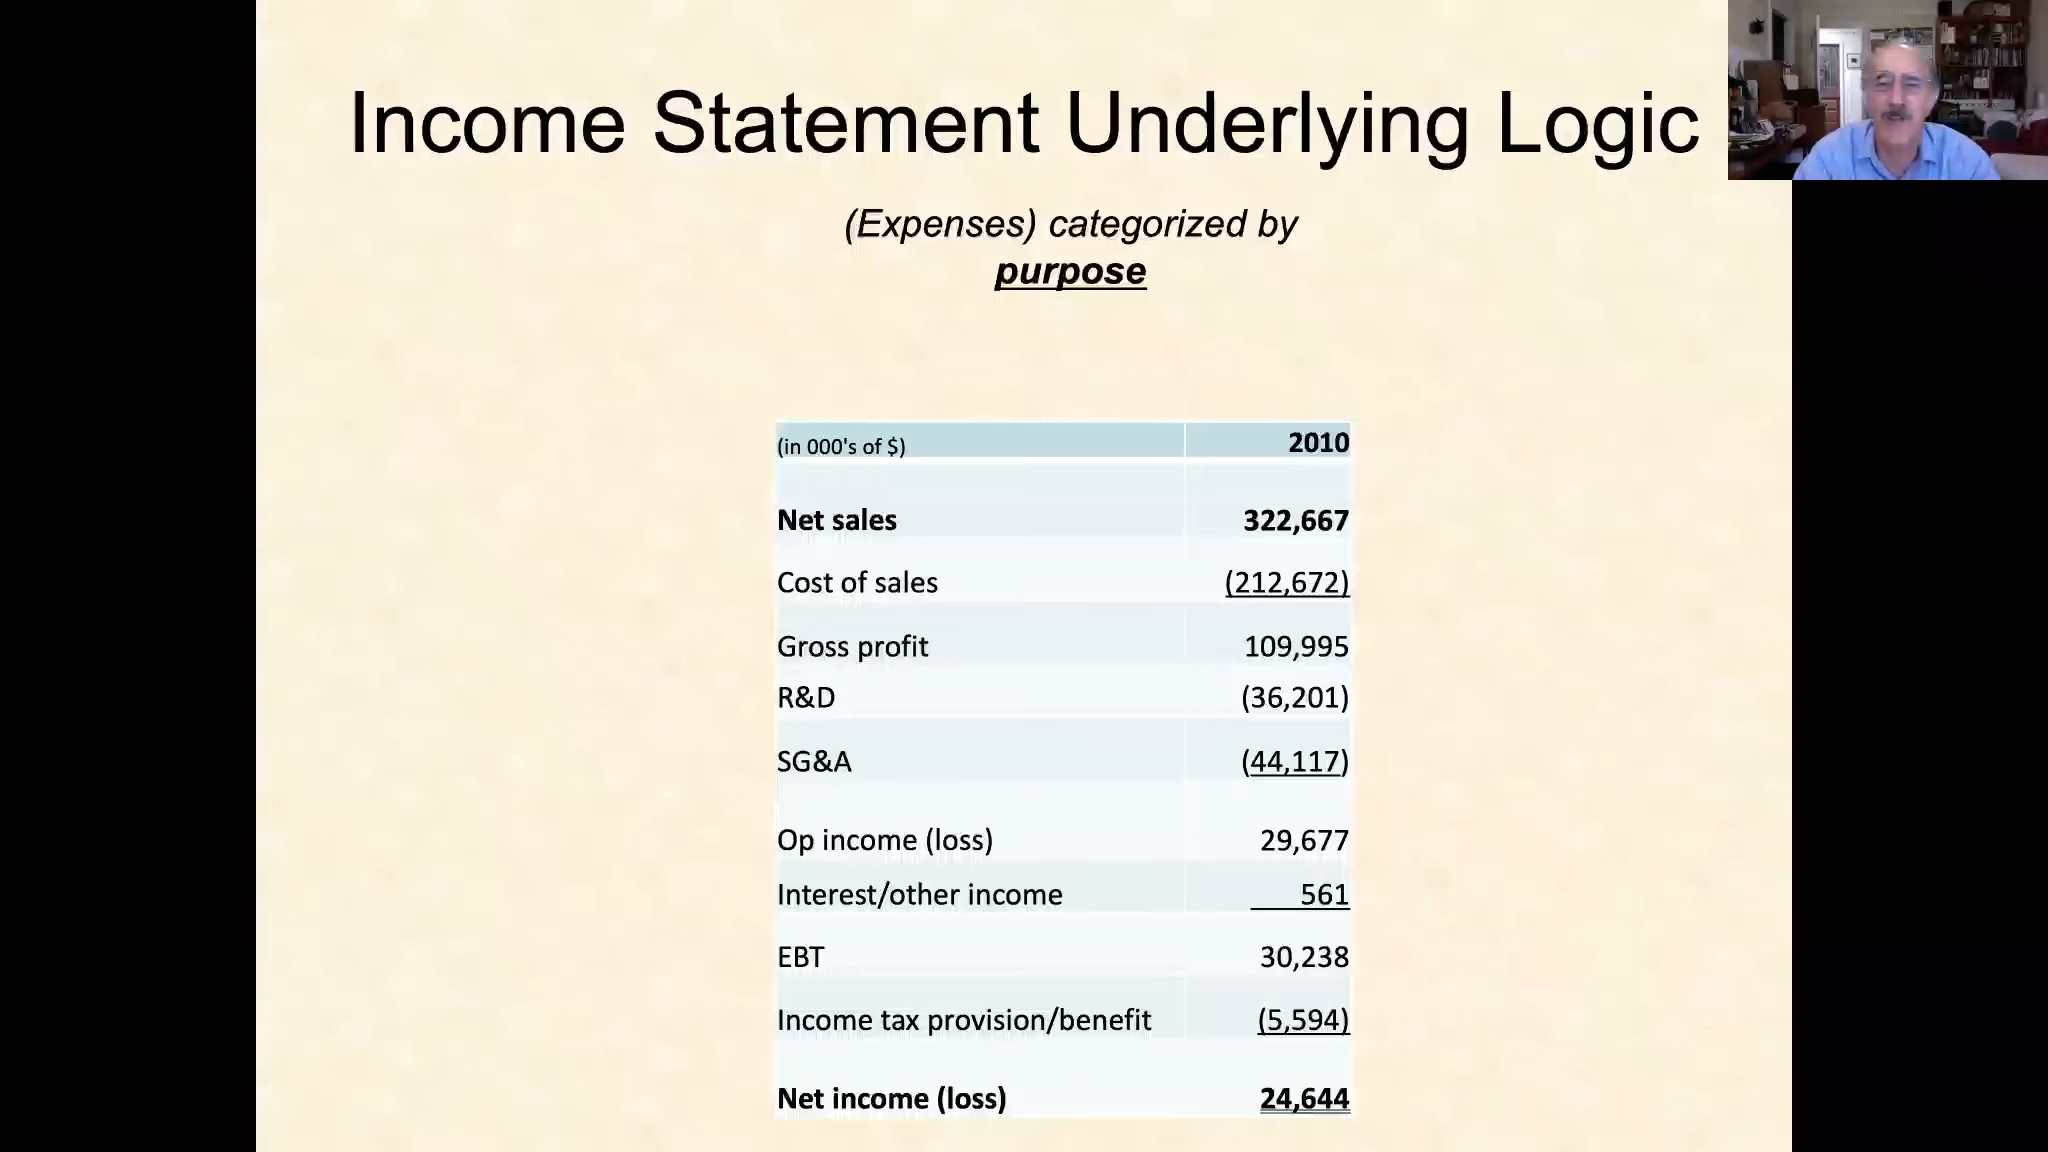 Income Statement Underlying Logic
(Expenses) categorized by
purpose
(in 000's of $) 2010
Net sales 322,667
Cost of sales (212,672)
Gross profit 109,995
R&D (36,201)
SG&A (44,117)
Op income (loss) 29,677
Interest/other income 561
EBT 30,238
Income tax provision/benefit (5,594)
Net income (loss) 24,644